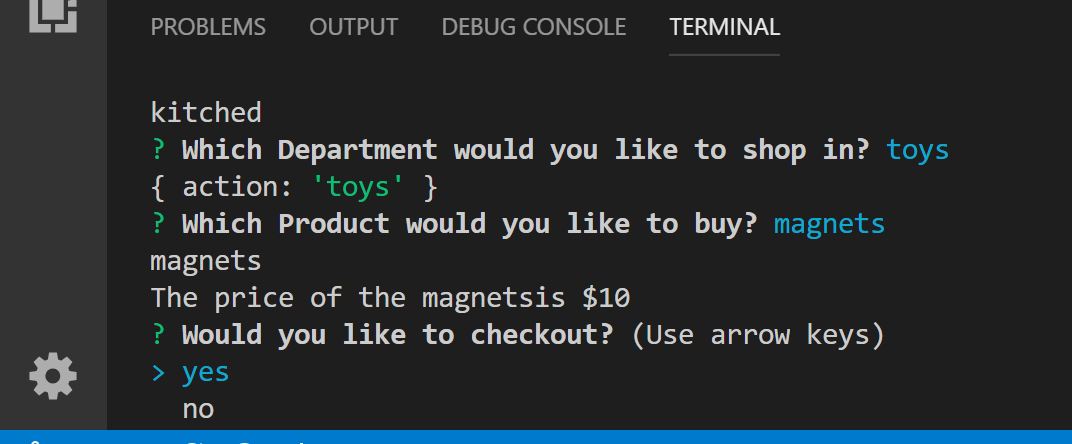 PROBLEMS OUTPUT DEBUG CONSOLE TERMINAL
kitched
? Which Department would you like to shop in? toys
{ action: 'toys' }
? Which Product would you like to buy? magnets
magnets
The price of the magnetsis $10
? Would you like to checkout? (Use arrow keys)
> yes
no